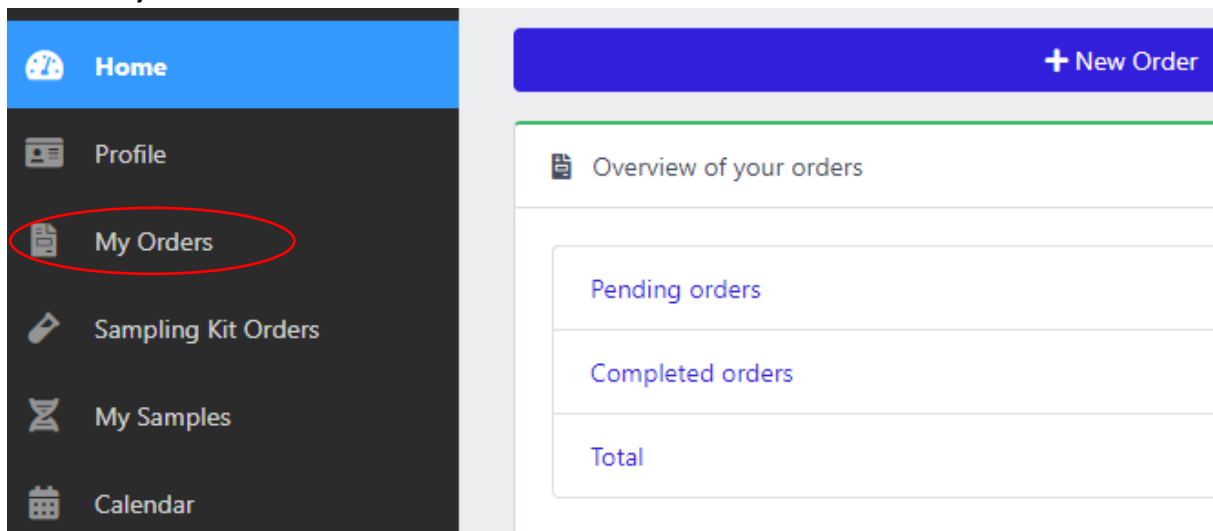 Home
Profile
My Orders
Sampling Kit Orders
My Samples
Calendar
New Order
Overview of your orders
Pending orders
Completed orders
Total